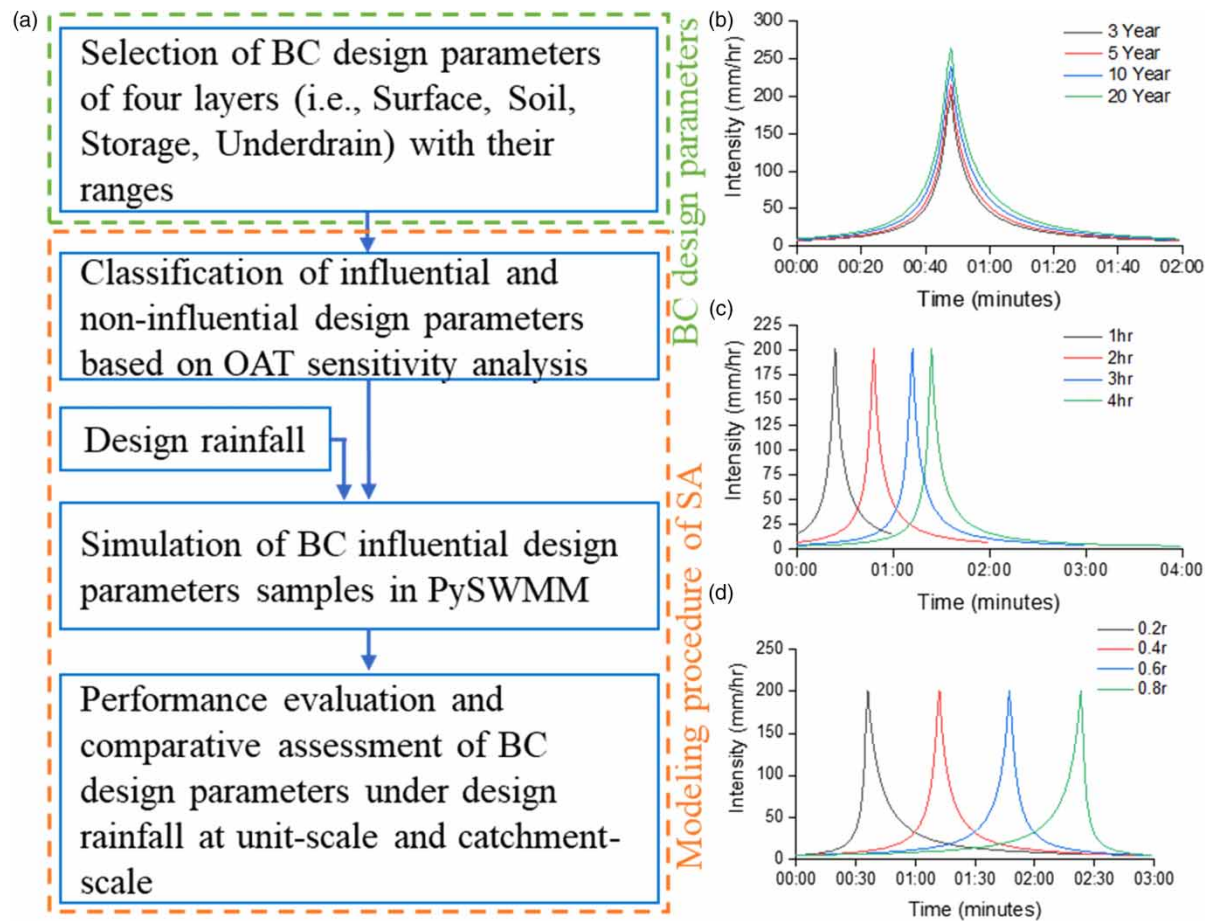 (a)
Selection of BC design parameters
of four layers (i.e., Surface, Soil,
Storage, Underdrain) with their
ranges
Classification of influential and
non-influential design parameters
based on OAT sensitivity analysis
Design rainfall
Simulation of BC influential design
parameters samples in PySWMM
Performance evaluation and
comparative assessment of BC
design parameters under design
rainfall at unit-scale and catchment-
scale
BC design parameters
Modeling procedure of SA
(b)
Intensity (mm/hr)
300
250
200
150
100
50
0
3 Year
5 Year
10 Year
20 Year
00:00 00:20 00:40 01:00 01:20 01:40 02:00
Time (minutes)
(c)
Intensity (mm/hr)
225
200
175
150
125
100
75
50
25
0
1hr
2hr
3hr
4hr
00:00 01:00 02:00 03:00 04:00
Time (minutes)
(d)
Intensity (mm/hr)
250
200
150
100
50
0
0.2r
0.4r
0.6r
0.8r
00:00 00:30 01:00 01:30 02:00 02:30 03:00
Time (minutes)